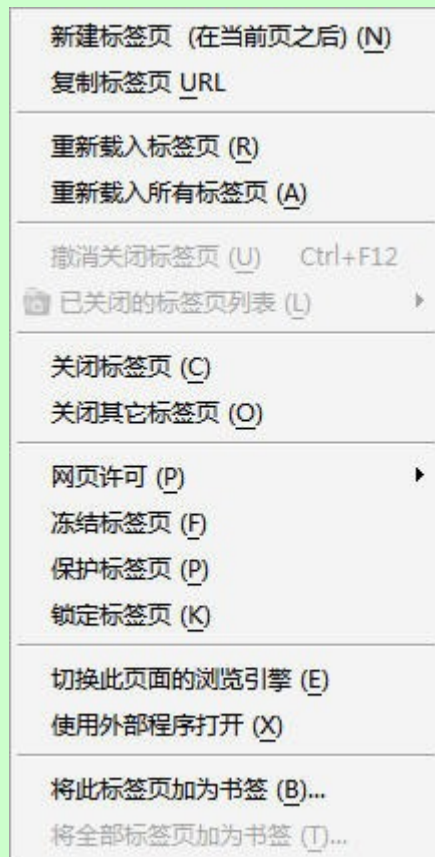 新建标签页 (在当前页之后) (N)
复制标签页 URL
重新载入标签页 (R)
重新载入所有标签页 (A)
撤消关闭标签页 (U) Ctrl+F12
已关闭的标签页列表 (L)
关闭标签页 (C)
关闭其它标签页 (O)
网页许可 (P)
冻结标签页 (F)
保护标签页 (P)
锁定标签页 (K)
切换此页面的浏览引擎 (E)
使用外部程序打开 (X)
将此标签页加为书签 (B)...
将全部标签页加为书签 (T)...